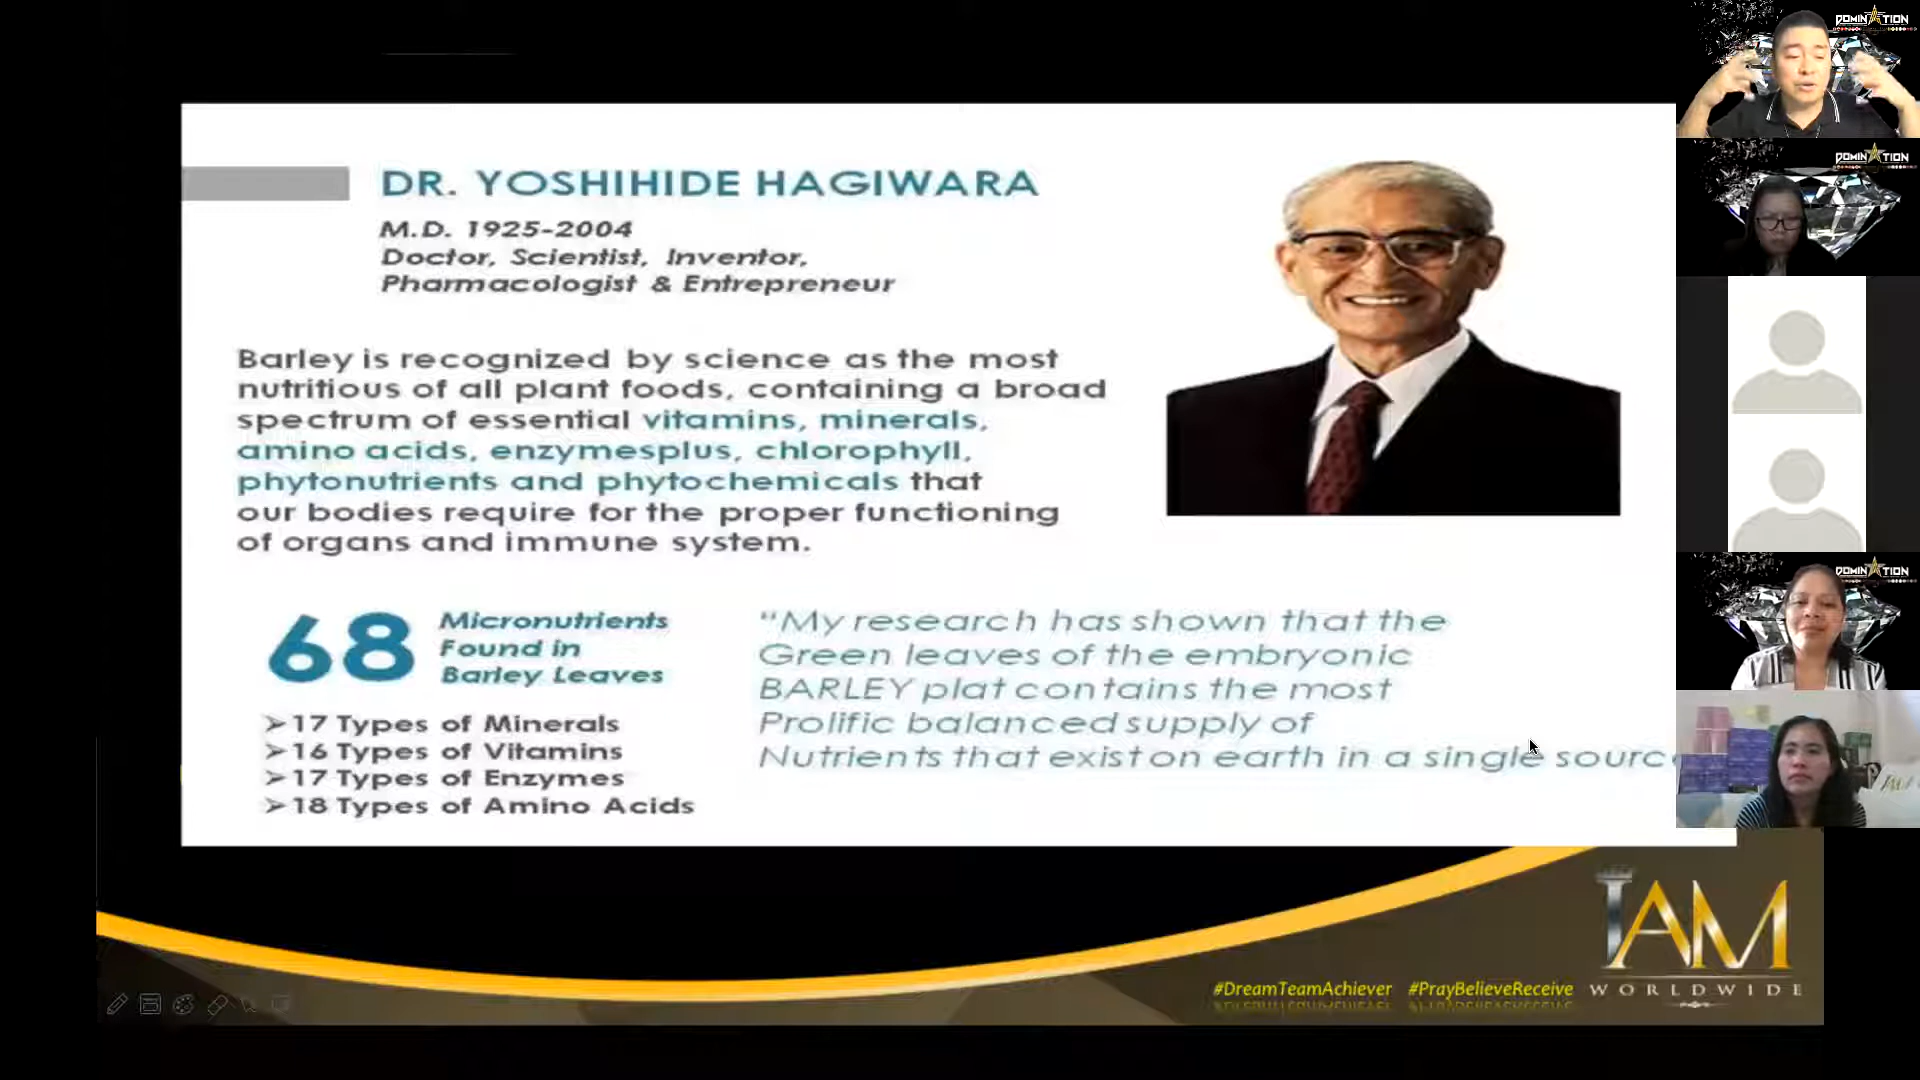 DR. YOSHIHIDE HAGIWARA
M.D. 1925-2004
Doctor, Scientist, Inventor,
Pharmacologist & Entrepreneur
Barley is recognized by science as the most
nutritious of all plant foods, containing a broad
spectrum of essential vitamins, minerals,
amino acids, enzymesplus, chlorophyll,
phytonutrients and phytochemicals that
our bodies require for the proper functioning
of organs and immune system.
68
Micronutrients
Found in
Barley Leaves
➢17 Types of Minerals
➢16 Types of Vitamins
➢17 Types of Enzymes
➢18 Types of Amino Acids
“My research has shown that the
Green leaves of the embryonic
BARLEY plat contains the most
Prolific balanced supply of
Nutrients that exist on earth in a single sourc
#DreamTeamAchiever #PrayBelieveReceive
IAM
WORLDWIDE
DOMINATION
DOMINATION
DOMINATION
IAM